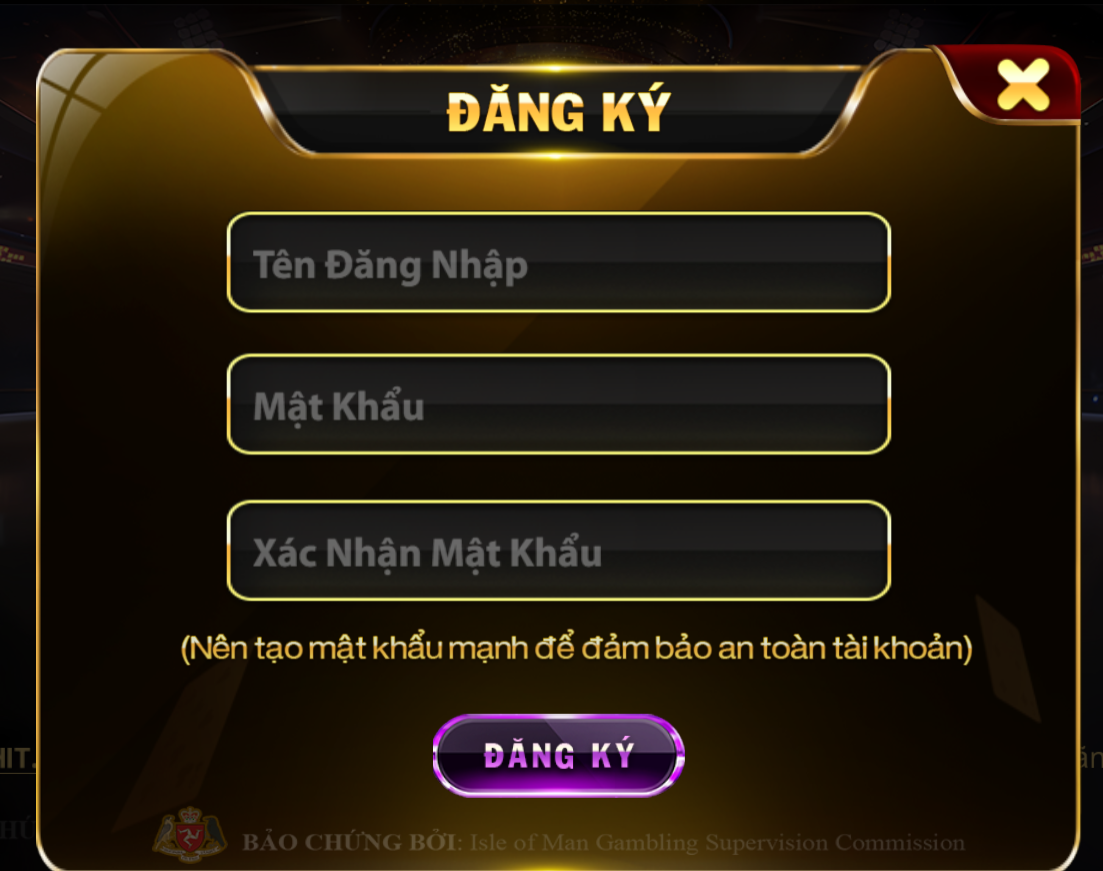 ĐĂNG KÝ
Tên Đăng Nhập
Mật Khẩu
Xác Nhận Mật Khẩu
(Nên tạo mật khẩu mạnh để đảm bảo an toàn tài khoản)
ĐĂNG KÝ
BẢO CHỨNG BỞI: Isle of Man Gambling Supervision Commission